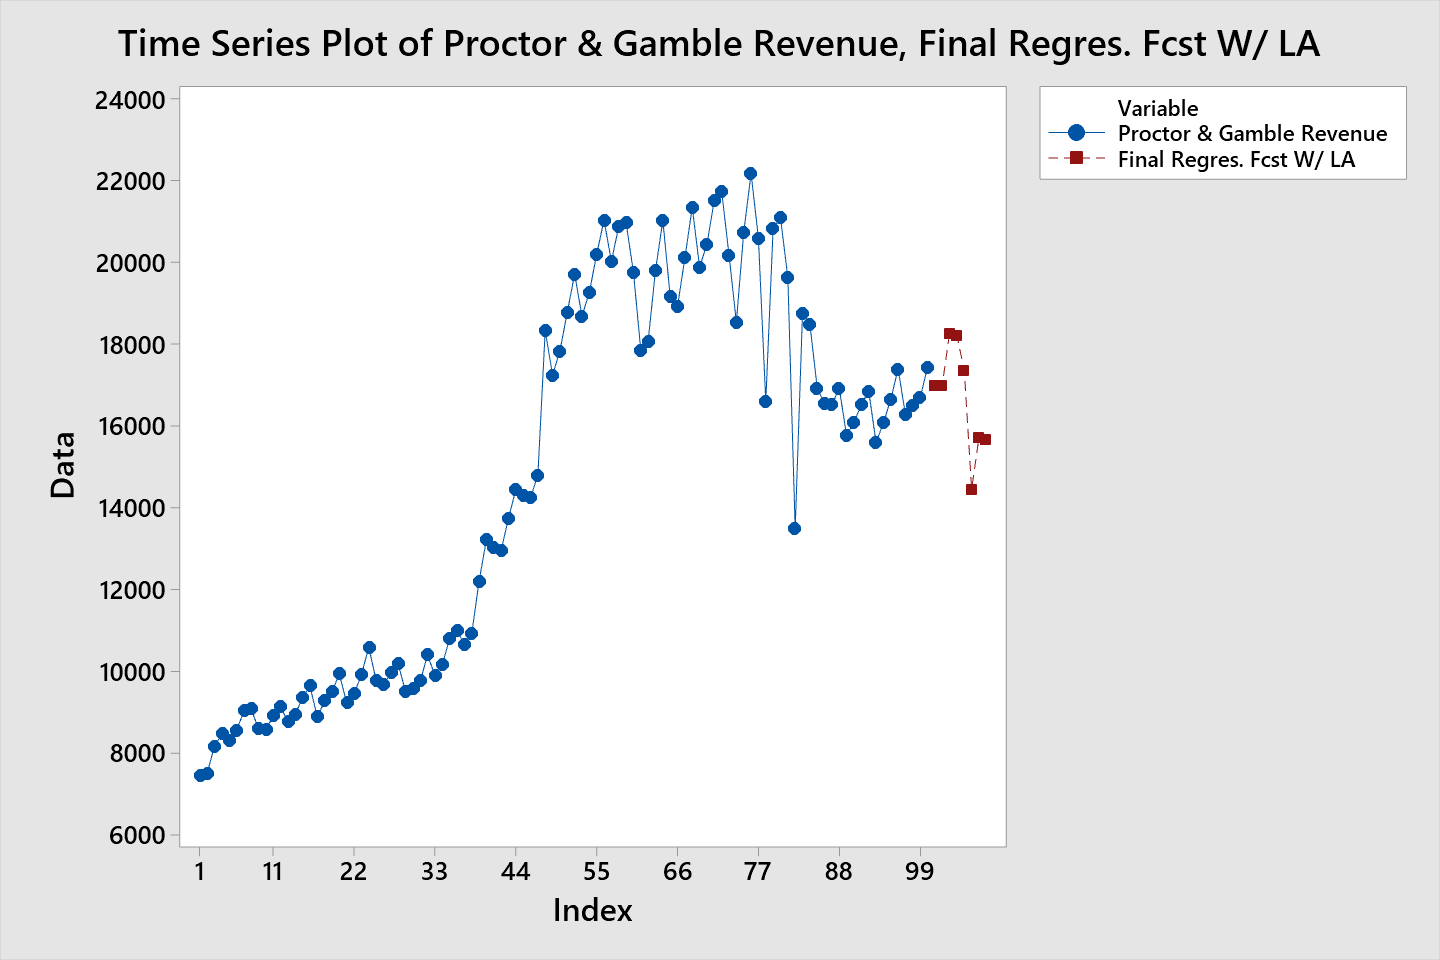 Time Series Plot of Proctor & Gamble Revenue, Final Regres. Fcst W/ LA
Variable
Proctor & Gamble Revenue
Final Regres. Fcst W/ LA
24000
22000
20000
18000
16000
14000
12000
10000
8000
6000
Data
1 11 22 33 44 55 66 77 88 99
Index